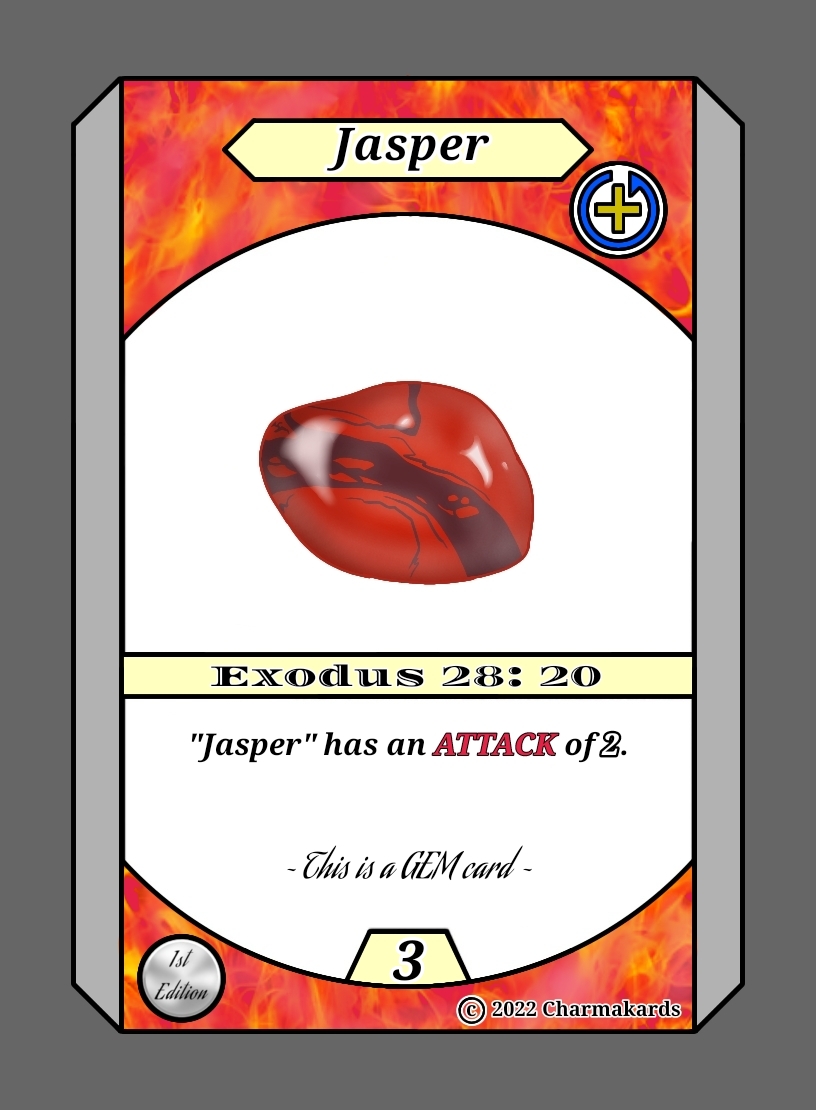 Jasper
Exodus 28: 20
"Jasper" has an ATTACK of 2.
~This is a GEM card ~
3
1st
Edition
© 2022 Charmakards